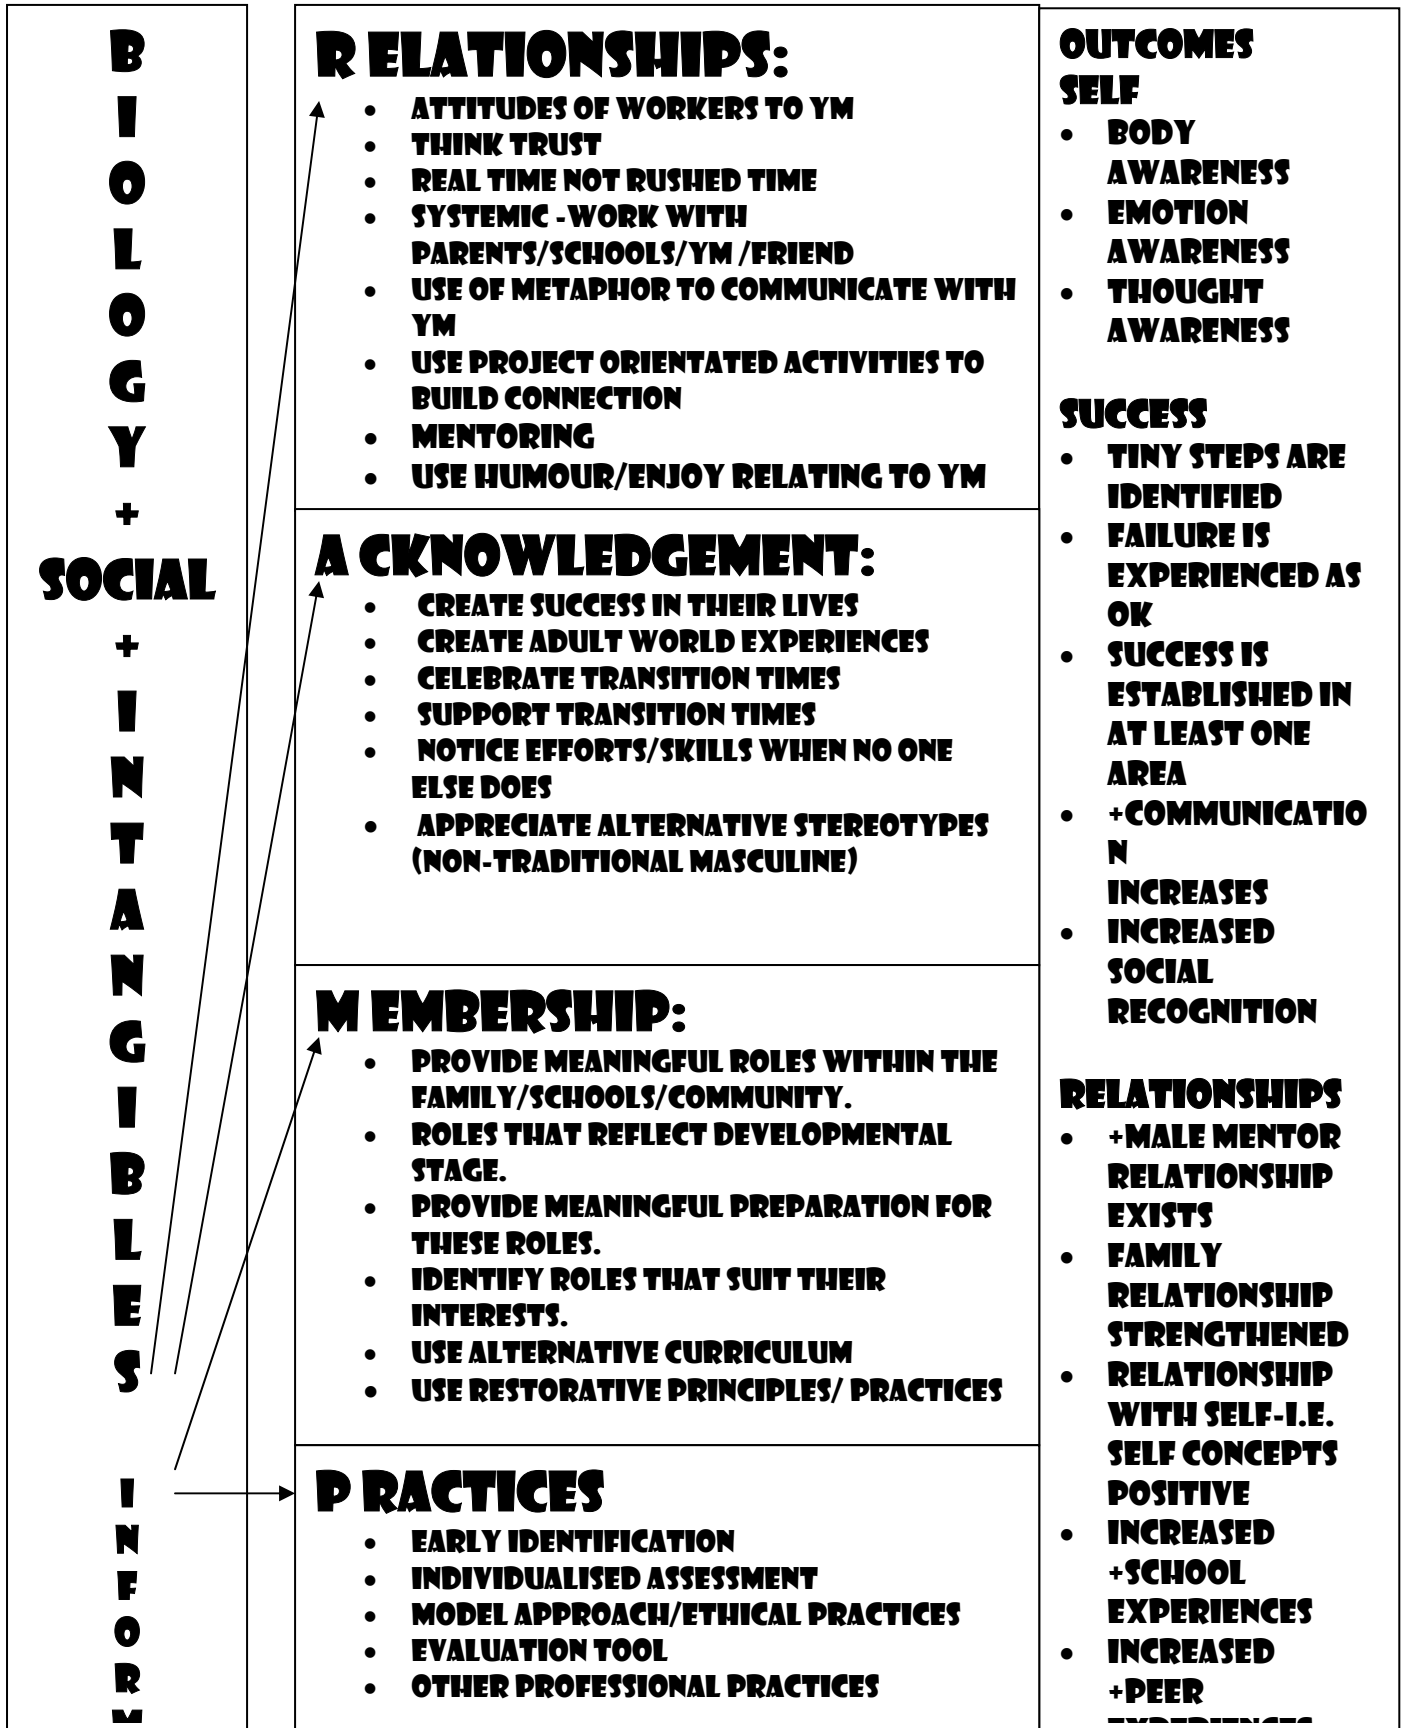 B
I
O
L
O
G
Y
+
SOCIAL
+
I
N
T
A
N
G
I
B
L
E
S
I
N
F
O
R
M
R ELATIONSHIPS:
• ATTITUDES OF WORKERS TO YM
• THINK TRUST
• REAL TIME NOT RUSHED TIME
• SYSTEMIC -WORK WITH
PARENTS/SCHOOLS/YM /FRIEND
• USE OF METAPHOR TO COMMUNICATE WITH
YM
• USE PROJECT ORIENTATED ACTIVITIES TO
BUILD CONNECTION
• MENTORING
• USE HUMOUR/ENJOY RELATING TO YM
A CKNOWLEDGEMENT:
• CREATE SUCCESS IN THEIR LIVES
• CREATE ADULT WORLD EXPERIENCES
• CELEBRATE TRANSITION TIMES
• SUPPORT TRANSITION TIMES
• NOTICE EFFORTS/SKILLS WHEN NO ONE
ELSE DOES
• APPRECIATE ALTERNATIVE STEREOTYPES
(NON-TRADITIONAL MASCULINE)
M EMBERSHIP:
• PROVIDE MEANINGFUL ROLES WITHIN THE
FAMILY/SCHOOLS/COMMUNITY.
• ROLES THAT REFLECT DEVELOPMENTAL
STAGE.
• PROVIDE MEANINGFUL PREPARATION FOR
THESE ROLES.
• IDENTIFY ROLES THAT SUIT THEIR
INTERESTS.
• USE ALTERNATIVE CURRICULUM
• USE RESTORATIVE PRINCIPLES/ PRACTICES
P RACTICES
• EARLY IDENTIFICATION
• INDIVIDUALISED ASSESSMENT
• MODEL APPROACH/ETHICAL PRACTICES
• EVALUATION TOOL
• OTHER PROFESSIONAL PRACTICES
OUTCOMES
SELF
• BODY
AWARENESS
• EMOTION
AWARENESS
• THOUGHT
AWARENESS
SUCCESS
• TINY STEPS ARE
IDENTIFIED
• FAILURE IS
EXPERIENCED AS
OK
• SUCCESS IS
ESTABLISHED IN
AT LEAST ONE
AREA
• +COMMUNICATIO
N
INCREASES
• INCREASED
SOCIAL
RECOGNITION
RELATIONSHIPS
• +MALE MENTOR
RELATIONSHIP
EXISTS
• FAMILY
RELATIONSHIP
STRENGTHENED
• RELATIONSHIP
WITH SELF-I.E.
SELF CONCEPTS
POSITIVE
• INCREASED
+SCHOOL
EXPERIENCES
• INCREASED
+PEER
EXPERIENCES